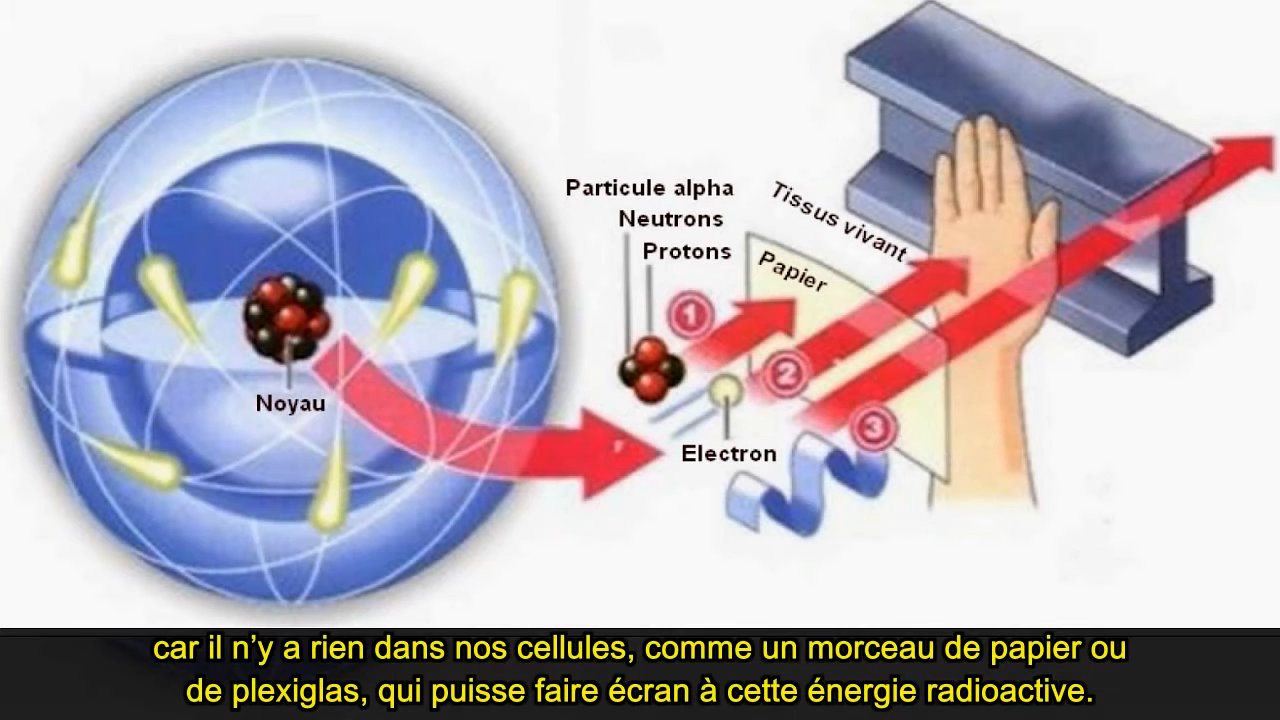 Particule alpha
Neutrons
Protons
Tissus vivant
Papier
1
2
3
Noyau
Electron
car il n’y a rien dans nos cellules, comme un morceau de papier ou
de plexiglas, qui puisse faire écran à cette énergie radioactive.